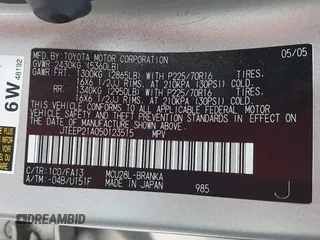 MFD. BY:
TOYOTA MOTOR CORPORATION 05/05
GVWR 2430KG (5360LB)
GAWR FRT. 1300KG (2865LB) WITH P225/70R16
TIRES, 16X6 1/2JJ RIMS, AT 210KPA (30PSI) COLD.
RR. 1340KG (2950LB) WITH P225/70R16
TIRES, 16X6 1/2JJ RIMS, AT 210KPA (30PSI) COLD.
THIS VEHICLE CONFORMS TO ALL APPLICABLE
FEDERAL MOTOR VEHICLE SAFETY, BUMPER, AND
THEFT PREVENTION STANDARDS IN EFFECT ON THE DATE
OF MANUFACTURE SHOWN ABOVE.
JTEEP21A050123515 MPV
C/TR:1C0/FA13 MCU28L-BRANKA
A/TM:-04B/U151F MADE IN JAPAN 985
J
6W 48192
CTRLBID